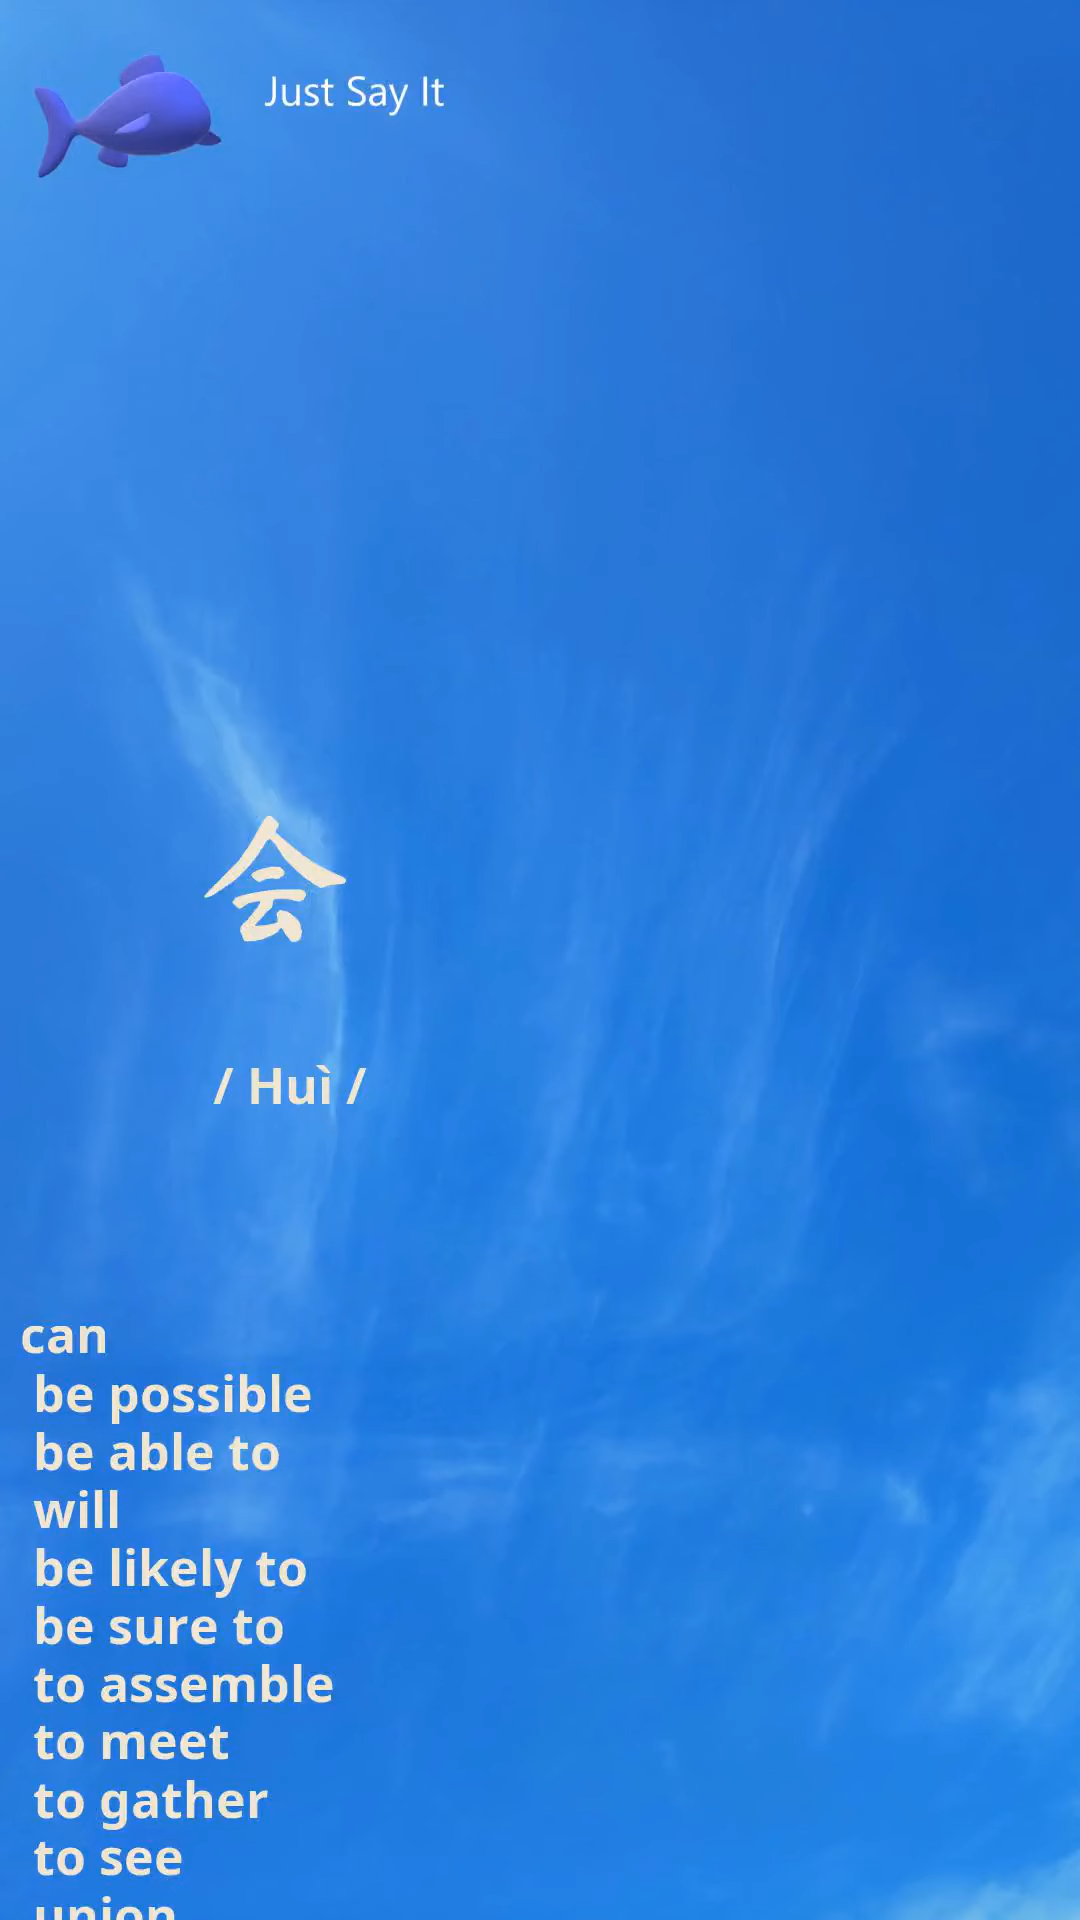 Just Say It
会
/ Huì /
can
be possible
be able to
will
be likely to
be sure to
to assemble
to meet
to gather
to see
union